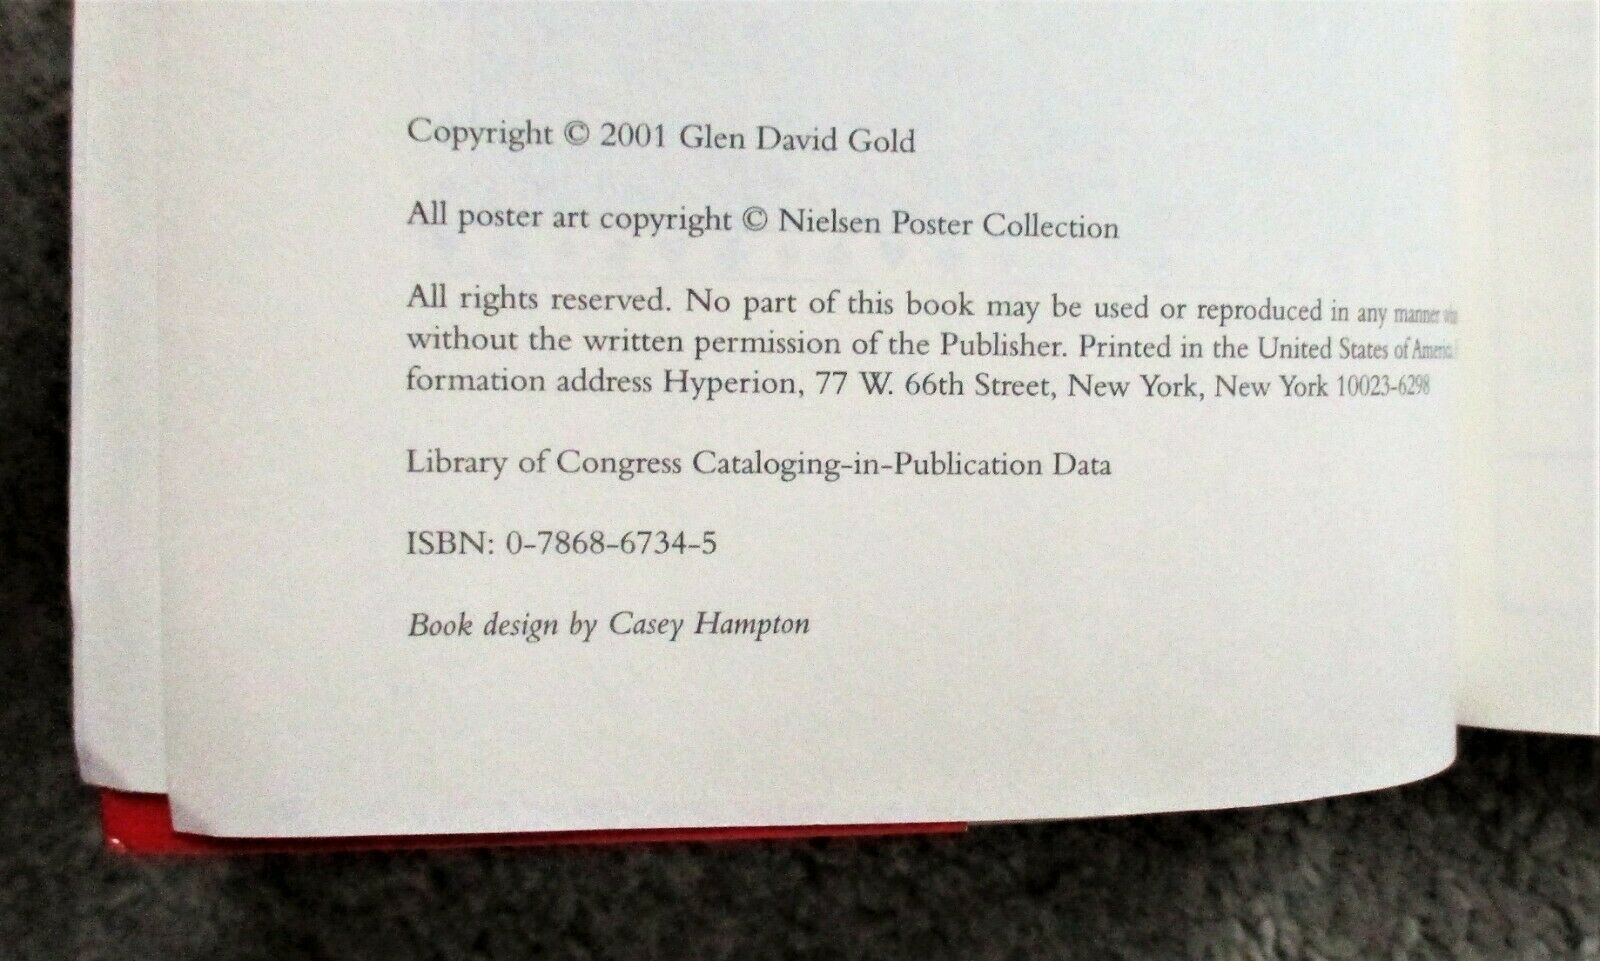 Copyright © 2001 Glen David Gold
All poster art copyright © Nielsen Poster Collection
All rights reserved. No part of this book may be used or reproduced in any manner
without the written permission of the Publisher. Printed in the United States of America.
formation address Hyperion, 77 W. 66th Street, New York, New York 10023-6298
Library of Congress Cataloging-in-Publication Data
ISBN: 0-7868-6734-5
Book design by Casey Hampton